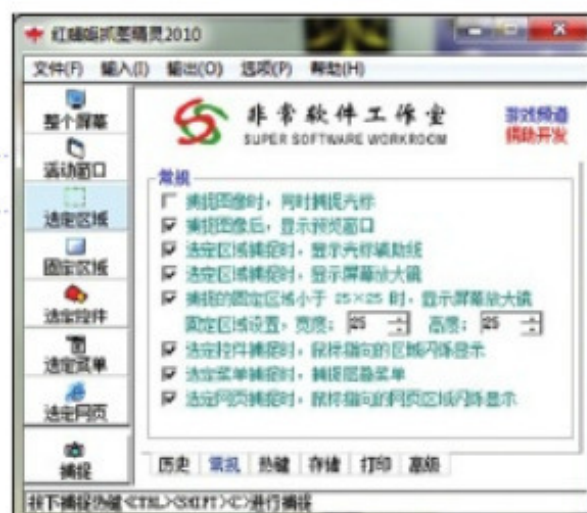 红蜻蜓抓图精灵2010
文件(F) 输入(I) 输出(O) 选项(P) 帮助(H)
整个屏幕
活动窗口
选定区域
固定区域
选定控件
选定菜单
选定网页
捕捉
非常软件工作室
SUPER SOFTWARE WORKROOM
游戏频道
捐助开发
常规
捕捉图像时，同时捕捉光标
捕捉图像后，显示预览窗口
选定区域捕捉时，显示光标辅助线
选定区域捕捉时，显示屏幕放大镜
捕捉的固定区域小于 25×25 时，显示屏幕放大镜
固定区域设置，宽度： 25 高度： 25
选定控件捕捉时，鼠标指向的区域闪烁显示
选定菜单捕捉时，捕捉层叠菜单
选定网页捕捉时，鼠标指向的网页区域闪烁显示
历史 常规 热键 存储 打印 高级
按下捕捉热键<CTRL><SHIFT><C>进行捕捉